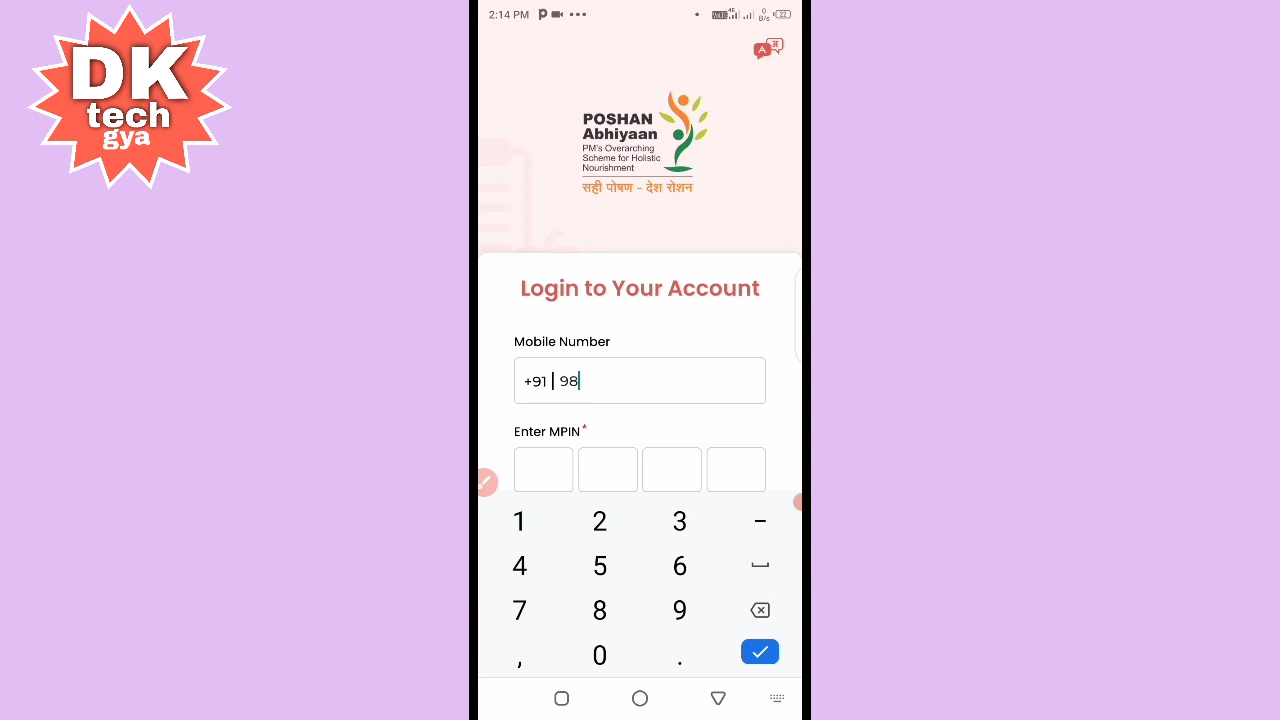 DK
tech
gya
2:14 PM
22
POSHAN
Abhiyaan
PM's Overarching
Scheme for Holistic
Nourishment
सही पोषण - देश रोशन
Login to Your Account
Mobile Number
+91 | 98
Enter MPIN*
1 2 3 -
4 5 6
7 8 9
, 0 .